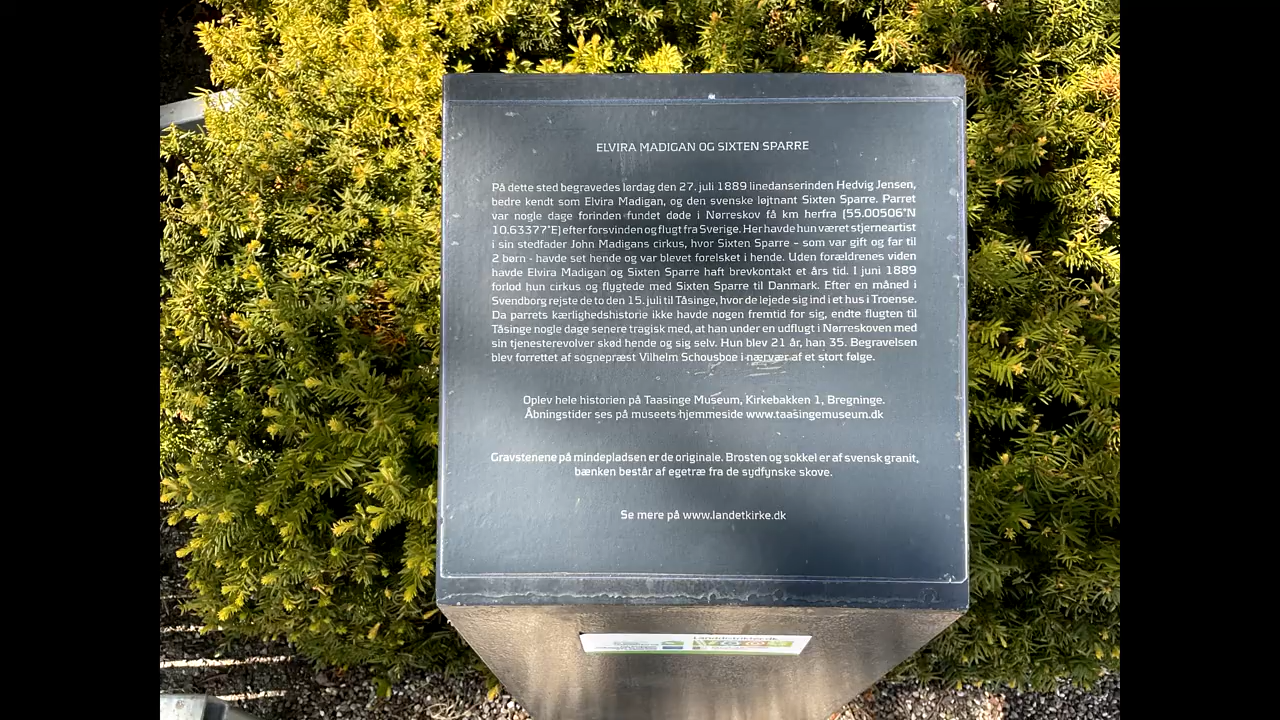 ELVIRA MADIGAN OG SIXTEN SPARRE
På dette sted begravedes lørdag den 27. juli 1889 linedanserinden Hedvig Jensen,
bedre kendt som Elvira Madigan, og den svenske løjtnant Sixten Sparre. Parret
var nogle dage forinden fundet døde i Nørreskov få km herfra (55.00506°N
10.63377°E) efter forsvinden og flugt fra Sverige. Her havde hun været stjerneartist
i sin stedfader John Madigans cirkus, hvor Sixten Sparre - som var gift og far til
2 børn - havde set hende og var blevet forelsket i hende. Uden forældrenes viden
havde Elvira Madigan og Sixten Sparre haft brevkontakt et års tid. I juni 1889
forlod hun cirkus og flygtede med Sixten Sparre til Danmark. Efter en måned i
Svendborg rejste de to den 15. juli til Tåsinge, hvor de lejede sig ind i et hus i Troense.
Da parrets kærlighedshistorie ikke havde nogen fremtid for sig, endte flugten til
Tåsinge nogle dage senere tragisk med, at han under en udflugt i Nørreskoven med
sin tjenesterevolver skød hende og sig selv. Hun blev 21 år, han 35. Begravelsen
blev forrettet af sognepræst Vilhelm Schousboe i nærvær af et stort følge.
Oplev hele historien på Taasinge Museum, Kirkebakken 1, Bregninge.
Åbningstider ses på museets hjemmeside www.taasingemuseum.dk
Gravstenene på mindepladsen er de originale. Brosten og sokkel er af svensk granit,
bænken består af egetræ fra de sydfynske skove.
Se mere på www.landetkirke.dk